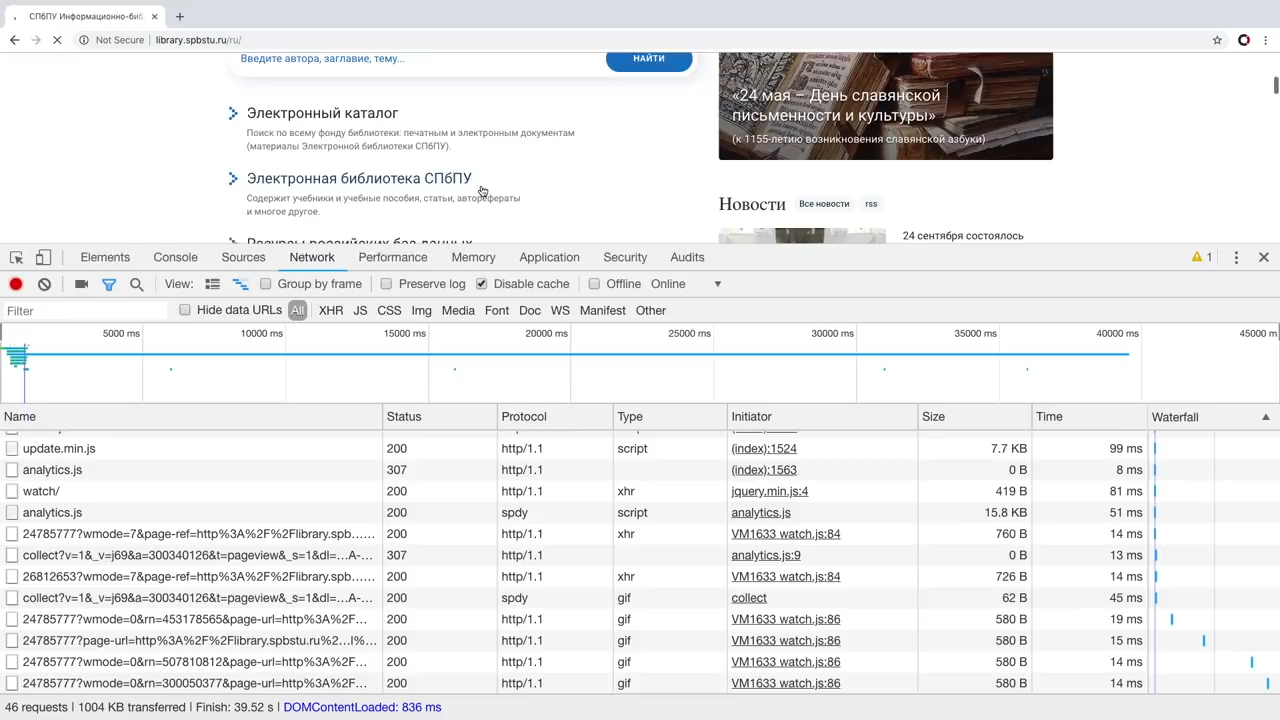 СПбПУ Информационно-биб
Not Secure | library.spbstu.ru/ru/
Введите автора, заглавие, тему...
НАЙТИ
Электронный каталог
Поиск по всему фонду библиотеки: печатным и электронным документам
(материалы Электронной библиотеки СПбПУ).
Электронная библиотека СПбПУ
Содержит учебники и учебные пособия, статьи, авторефераты
и многое другое.
Ресурсы российских баз данных
«24 мая – День славянской
письменности и культуры»
(к 1155-летию возникновения славянской азбуки)
Новости Все новости rss
24 сентября состоялось
Elements Console Sources Network Performance Memory Application Security Audits 1
View: Group by frame Preserve log Disable cache Offline Online
Filter Hide data URLs All XHR JS CSS Img Media Font Doc WS Manifest Other
5000 ms 10000 ms 15000 ms 20000 ms 25000 ms 30000 ms 35000 ms 40000 ms 45000 m
Name Status Protocol Type Initiator Size Time Waterfall
update.min.js 200 http/1.1 script (index):1524 7.7 KB 99 ms
analytics.js 307 http/1.1 (index):1563 0 B 8 ms
watch/ 200 http/1.1 xhr jquery.min.js:4 419 B 81 ms
analytics.js 200 spdy script analytics.js 15.8 KB 51 ms
24785777?wmode=7&page-ref=http%3A%2F%2Flibrary.spb...... 200 http/1.1 xhr VM1633 watch.js:84 760 B 14 ms
collect?v=1&_v=j69&a=300340126&t=pageview&_s=1&dl=...A-... 307 http/1.1 analytics.js:9 0 B 13 ms
26812653?wmode=7&page-ref=http%3A%2F%2Flibrary.spb...... 200 http/1.1 xhr VM1633 watch.js:84 726 B 14 ms
collect?v=1&_v=j69&a=300340126&t=pageview&_s=1&dl=...A-... 200 spdy gif collect 62 B 45 ms
24785777?wmode=0&rn=453178565&page-url=http%3A%2F... 200 http/1.1 gif VM1633 watch.js:86 580 B 19 ms
24785777?page-url=http%3A%2F%2Flibrary.spbstu.ru%2...l%... 200 http/1.1 gif VM1633 watch.js:86 580 B 15 ms
24785777?wmode=0&rn=507810812&page-url=http%3A%2F... 200 http/1.1 gif VM1633 watch.js:86 580 B 14 ms
24785777?wmode=0&rn=300050377&page-url=http%3A%2F... 200 http/1.1 gif VM1633 watch.js:86 580 B 14 ms
46 requests | 1004 KB transferred | Finish: 39.52 s | DOMContentLoaded: 836 ms